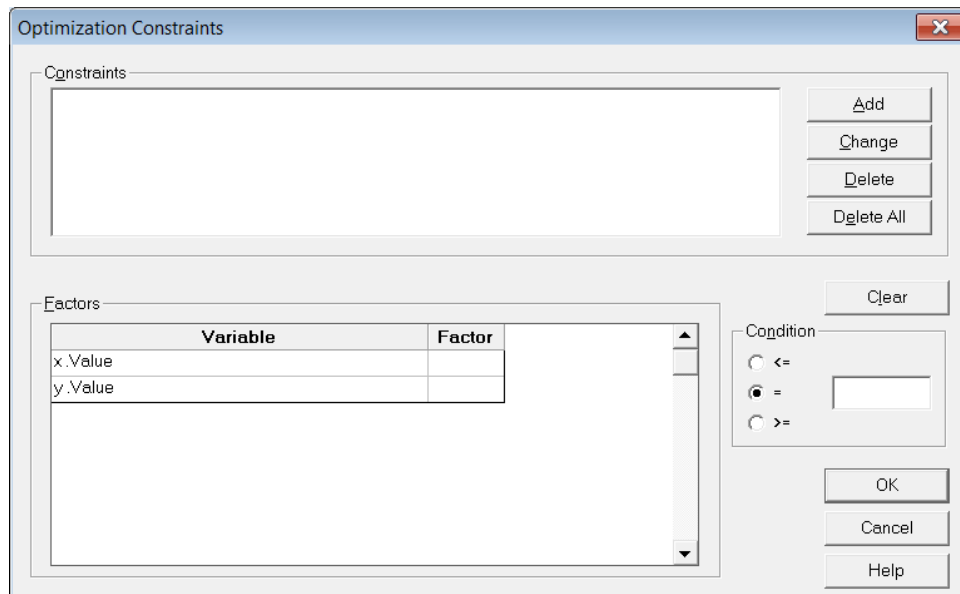 Optimization Constraints
Constraints
Add
Change
Delete
Delete All
Clear
Factors
Variable Factor
x.Value
y.Value
Condition
<=
=
>=
OK
Cancel
Help